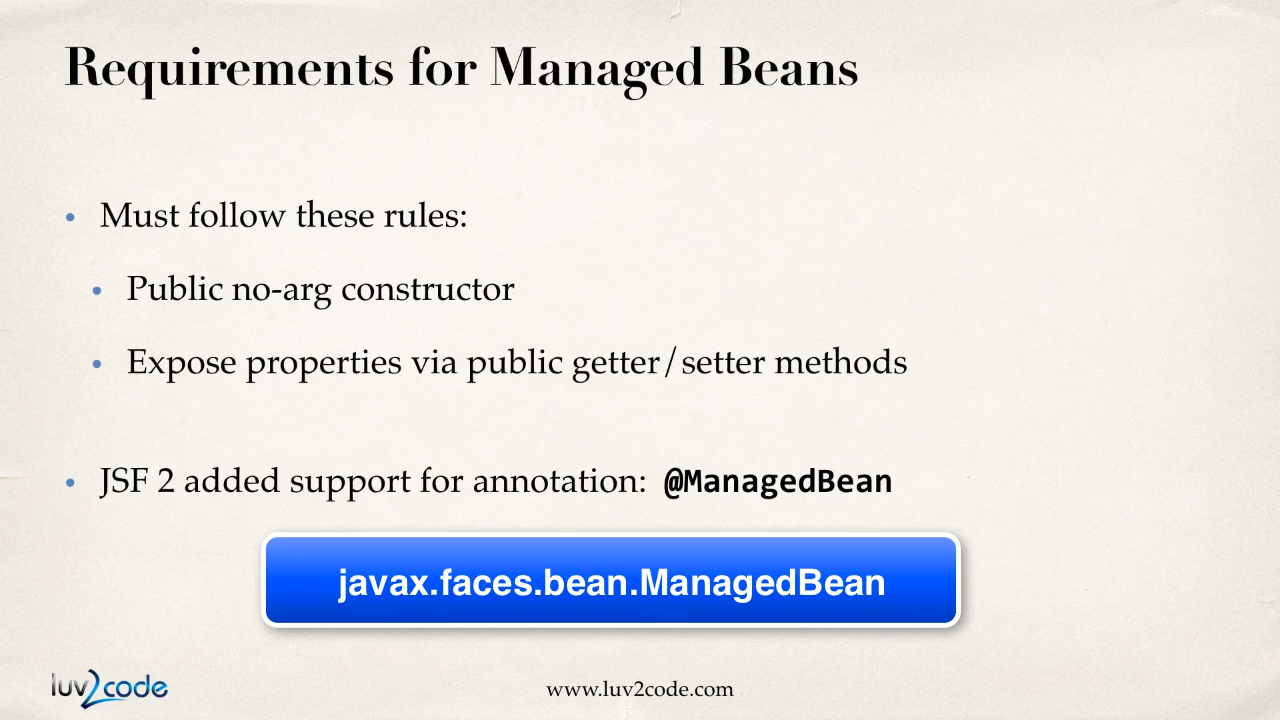 Requirements for Managed Beans
• Must follow these rules:
• Public no-arg constructor
• Expose properties via public getter/setter methods
• JSF 2 added support for annotation: @ManagedBean
javax.faces.bean.ManagedBean
luv2code
www.luv2code.com